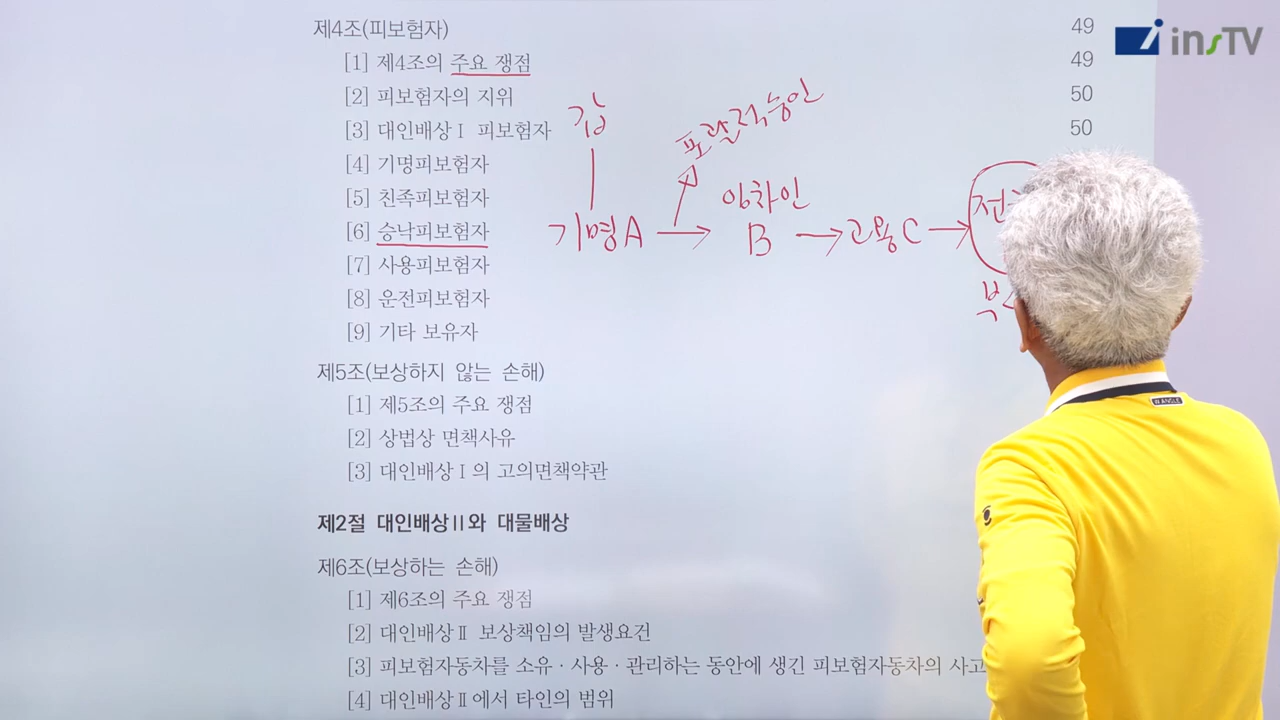 제4조(피보험자) 49
[1] 제4조의 주요 쟁점 49
[2] 피보험자의 지위 50
[3] 대인배상Ⅰ 피보험자 50
[4] 기명피보험자
[5] 친족피보험자
[6] 승낙피보험자
[7] 사용피보험자
[8] 운전피보험자
[9] 기타 보유자
제5조(보상하지 않는 손해)
[1] 제5조의 주요 쟁점
[2] 상법상 면책사유
[3] 대인배상Ⅰ의 고의면책약관
제2절 대인배상Ⅱ와 대물배상
제6조(보상하는 손해)
[1] 제6조의 주요 쟁점
[2] 대인배상Ⅱ 보상책임의 발생요건
[3] 피보험자동차를 소유·사용·관리하는 동안에 생긴 피보험자동차의 사고
[4] 대인배상Ⅱ에서 타인의 범위
갑
포괄적승인
임차인
기명A → B → 고용C →
insTV